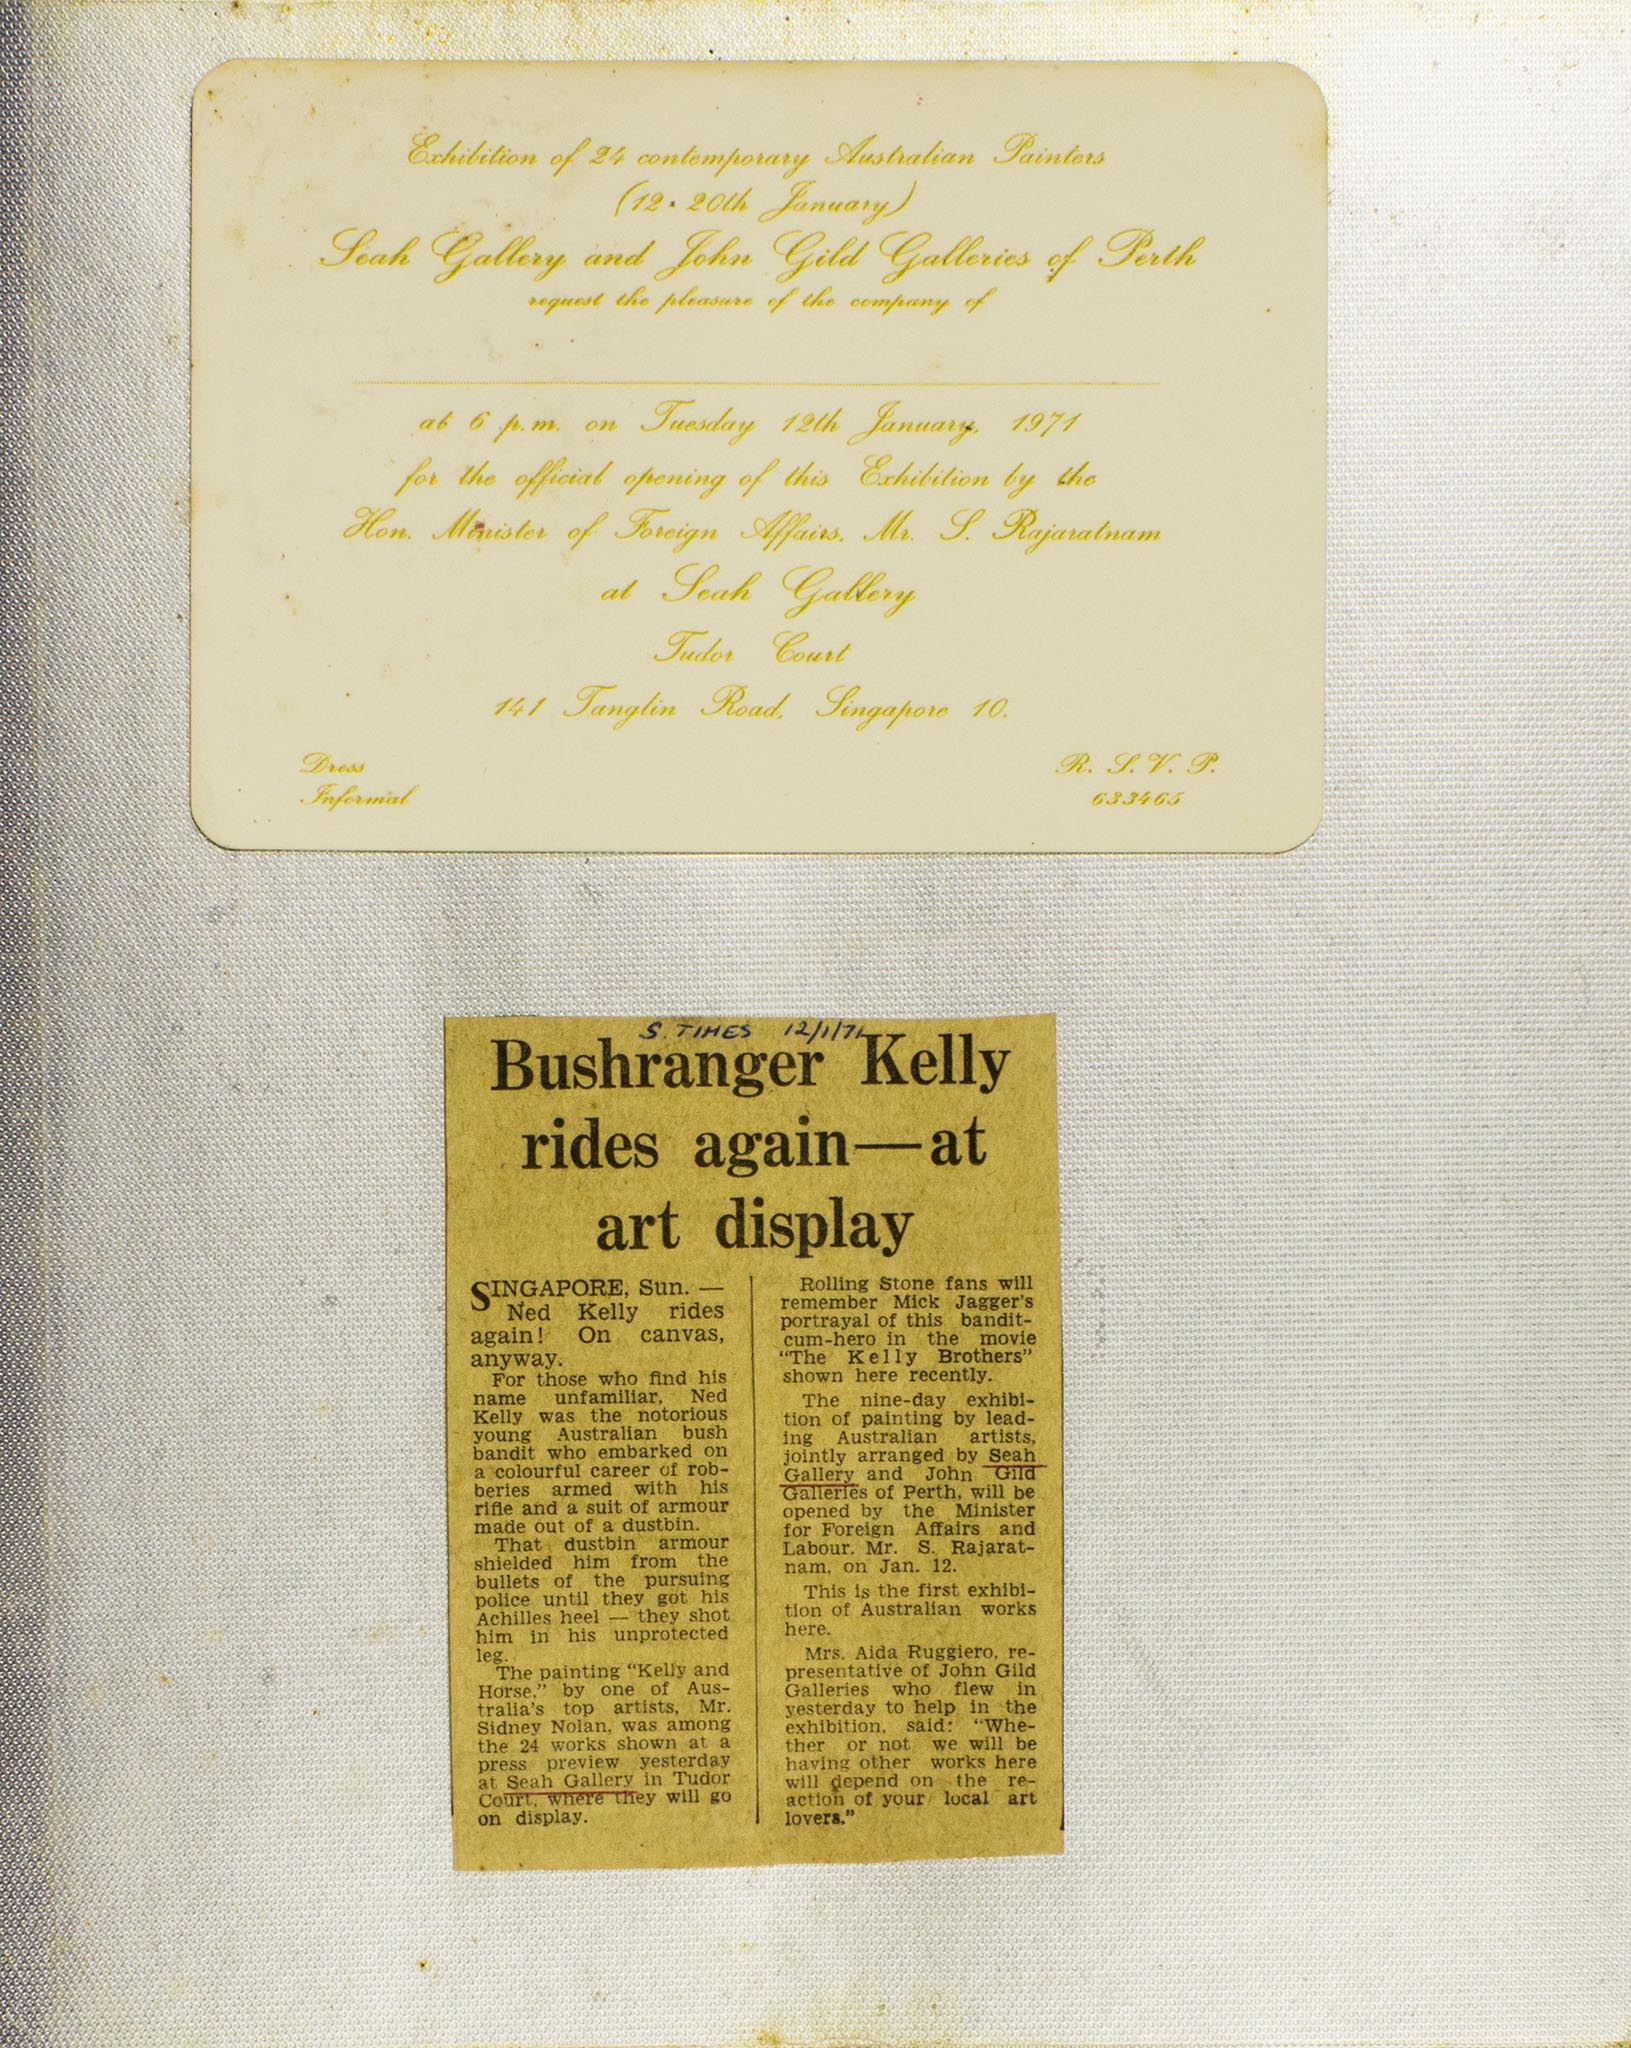 Exhibition of 24 contemporary Australian Painters
(12 - 20th January)
Seah Gallery and John Gild Galleries of Perth
request the pleasure of the company of
at 6 p.m. on Tuesday 12th January, 1971
for the official opening of this Exhibition by the
Hon. Minister of Foreign Affairs, Mr. S. Rajaratnam
at Seah Gallery
Tudor Court
141 Tanglin Road, Singapore 10.
Dress
Informal
R. S. V. P.
633465
S. TIMES 12/1/71
Bushranger Kelly
rides again—at
art display
SINGAPORE, Sun. —
Ned Kelly rides
again! On canvas,
anyway.
For those who find his
name unfamiliar, Ned
Kelly was the notorious
young Australian bush
bandit who embarked on
a colourful career of rob-
beries armed with his
rifle and a suit of armour
made out of a dustbin.
That dustbin armour
shielded him from the
bullets of the pursuing
police until they got his
Achilles heel — they shot
him in his unprotected
leg.
The painting "Kelly and
Horse," by one of Aus-
tralia's top artists, Mr.
Sidney Nolan, was among
the 24 works shown at a
press preview yesterday
at Seah Gallery in Tudor
Court, where they will go
on display.
Rolling Stone fans will
remember Mick Jagger's
portrayal of this bandit-
cum-hero in the movie
"The Kelly Brothers"
shown here recently.
The nine-day exhibi-
tion of painting by lead-
ing Australian artists,
jointly arranged by Seah
Gallery and John Gild
Galleries of Perth, will be
opened by the Minister
for Foreign Affairs and
Labour, Mr. S. Rajarat-
nam, on Jan. 12.
This is the first exhibi-
tion of Australian works
here.
Mrs. Aida Ruggiero, re-
presentative of John Gild
Galleries who flew in
yesterday to help in the
exhibition, said: "Whe-
ther or not we will be
having other works here
will depend on the re-
action of your local art
lovers."